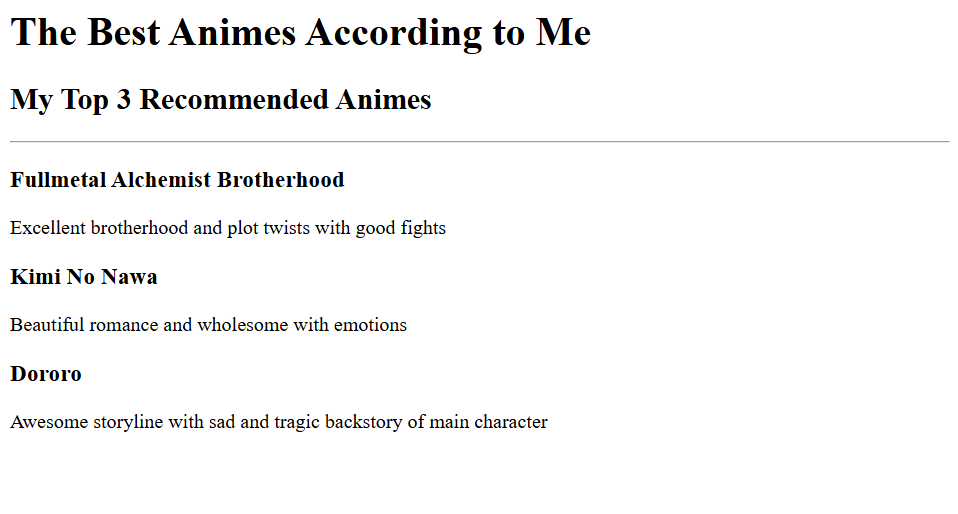 The Best Animes According to Me
My Top 3 Recommended Animes
Fullmetal Alchemist Brotherhood
Excellent brotherhood and plot twists with good fights
Kimi No Nawa
Beautiful romance and wholesome with emotions
Dororo
Awesome storyline with sad and tragic backstory of main character